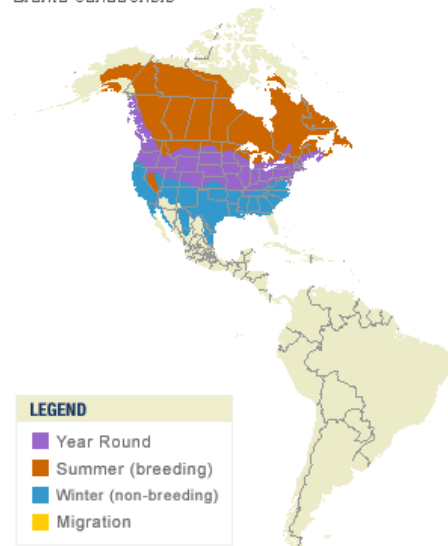 LEGEND
Year Round
Summer (breeding)
Winter (non-breeding)
Migration